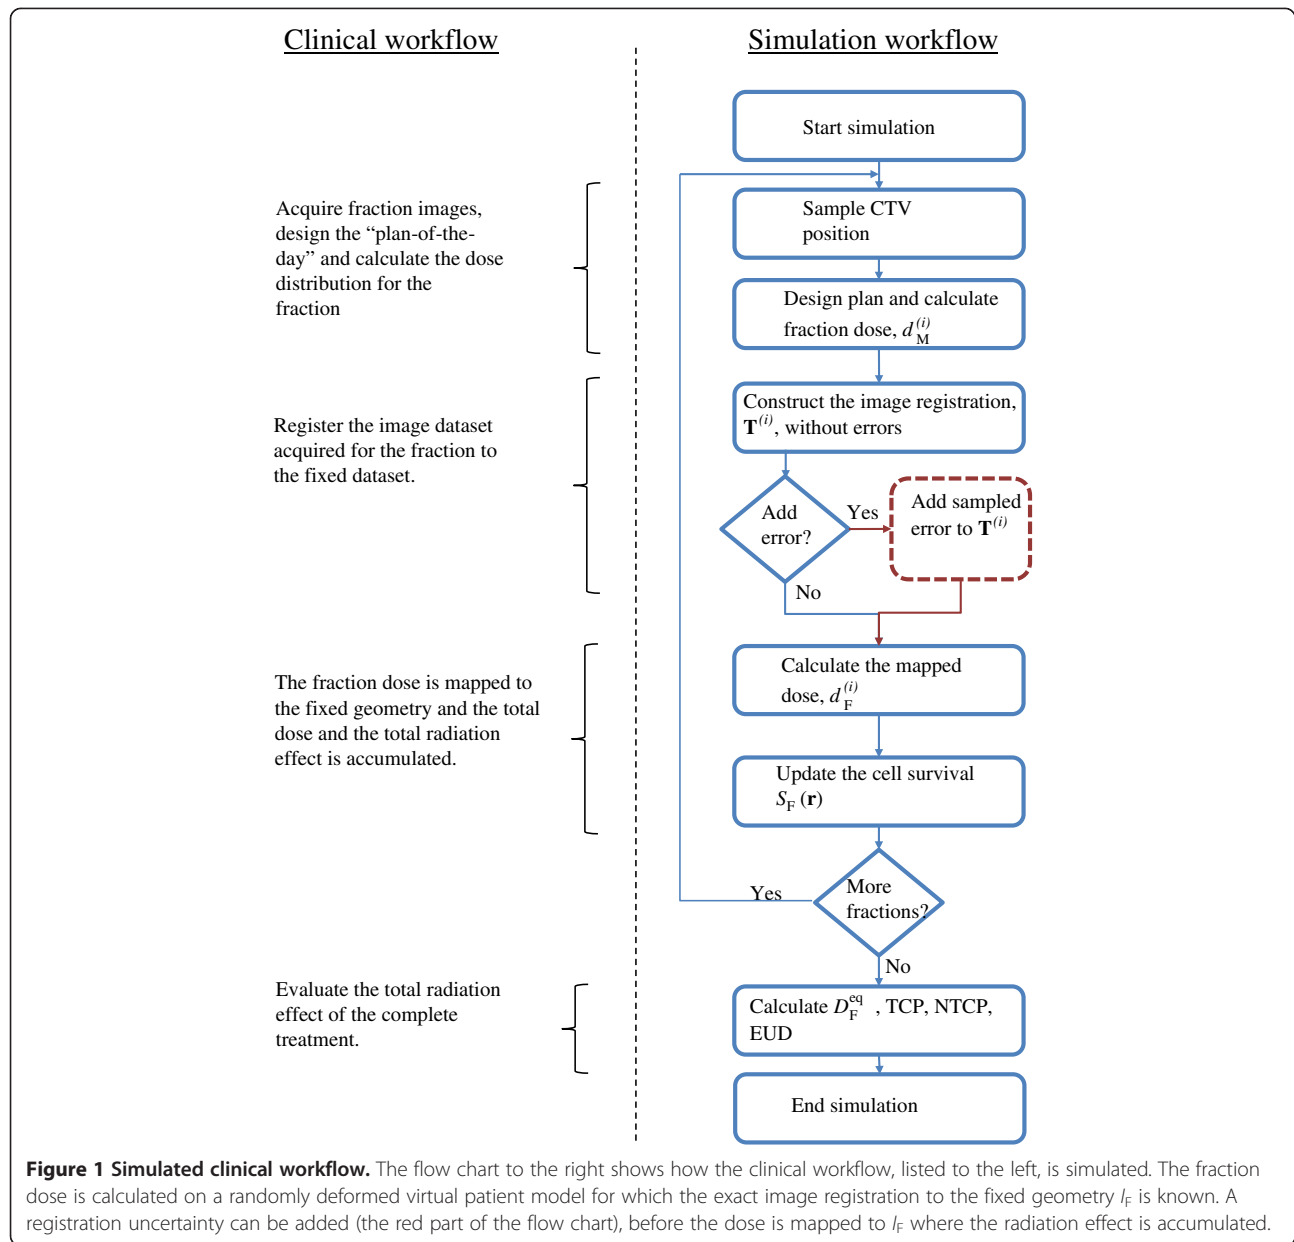 Clinical workflow
Simulation workflow
Start simulation
Acquire fraction images,
design the “plan-of-the-
day” and calculate the dose
distribution for the
fraction
Sample CTV
position
Design plan and calculate
fraction dose, d_M^(i)
Register the image dataset
acquired for the fraction to
the fixed dataset.
Construct the image registration,
T^(i), without errors
Add
error?
Yes
Add sampled
error to T^(i)
No
The fraction dose is mapped to
the fixed geometry and the total
dose and the total radiation
effect is accumulated.
Calculate the mapped
dose, d_F^(i)
Update the cell survival
S_F (r)
More
fractions?
Yes
No
Evaluate the total radiation
effect of the complete
treatment.
Calculate D_F^eq , TCP, NTCP,
EUD
End simulation
Figure 1 Simulated clinical workflow. The flow chart to the right shows how the clinical workflow, listed to the left, is simulated. The fraction
dose is calculated on a randomly deformed virtual patient model for which the exact image registration to the fixed geometry I_F is known. A
registration uncertainty can be added (the red part of the flow chart), before the dose is mapped to I_F where the radiation effect is accumulated.